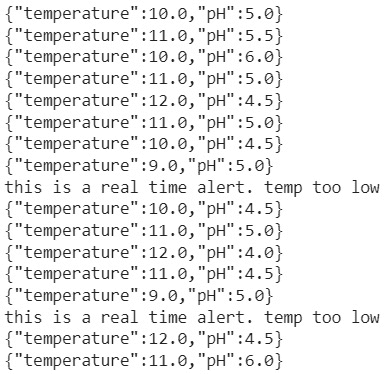 {"temperature":10.0,"pH":5.0}
{"temperature":11.0,"pH":5.5}
{"temperature":10.0,"pH":6.0}
{"temperature":11.0,"pH":5.0}
{"temperature":12.0,"pH":4.5}
{"temperature":11.0,"pH":5.0}
{"temperature":10.0,"pH":4.5}
{"temperature":9.0,"pH":5.0}
this is a real time alert. temp too low
{"temperature":10.0,"pH":4.5}
{"temperature":11.0,"pH":5.0}
{"temperature":12.0,"pH":4.0}
{"temperature":11.0,"pH":4.5}
{"temperature":9.0,"pH":5.0}
this is a real time alert. temp too low
{"temperature":12.0,"pH":4.5}
{"temperature":11.0,"pH":6.0}